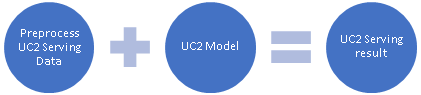 Preprocess
UC2 Serving
Data
UC2 Model
UC2 Serving
result